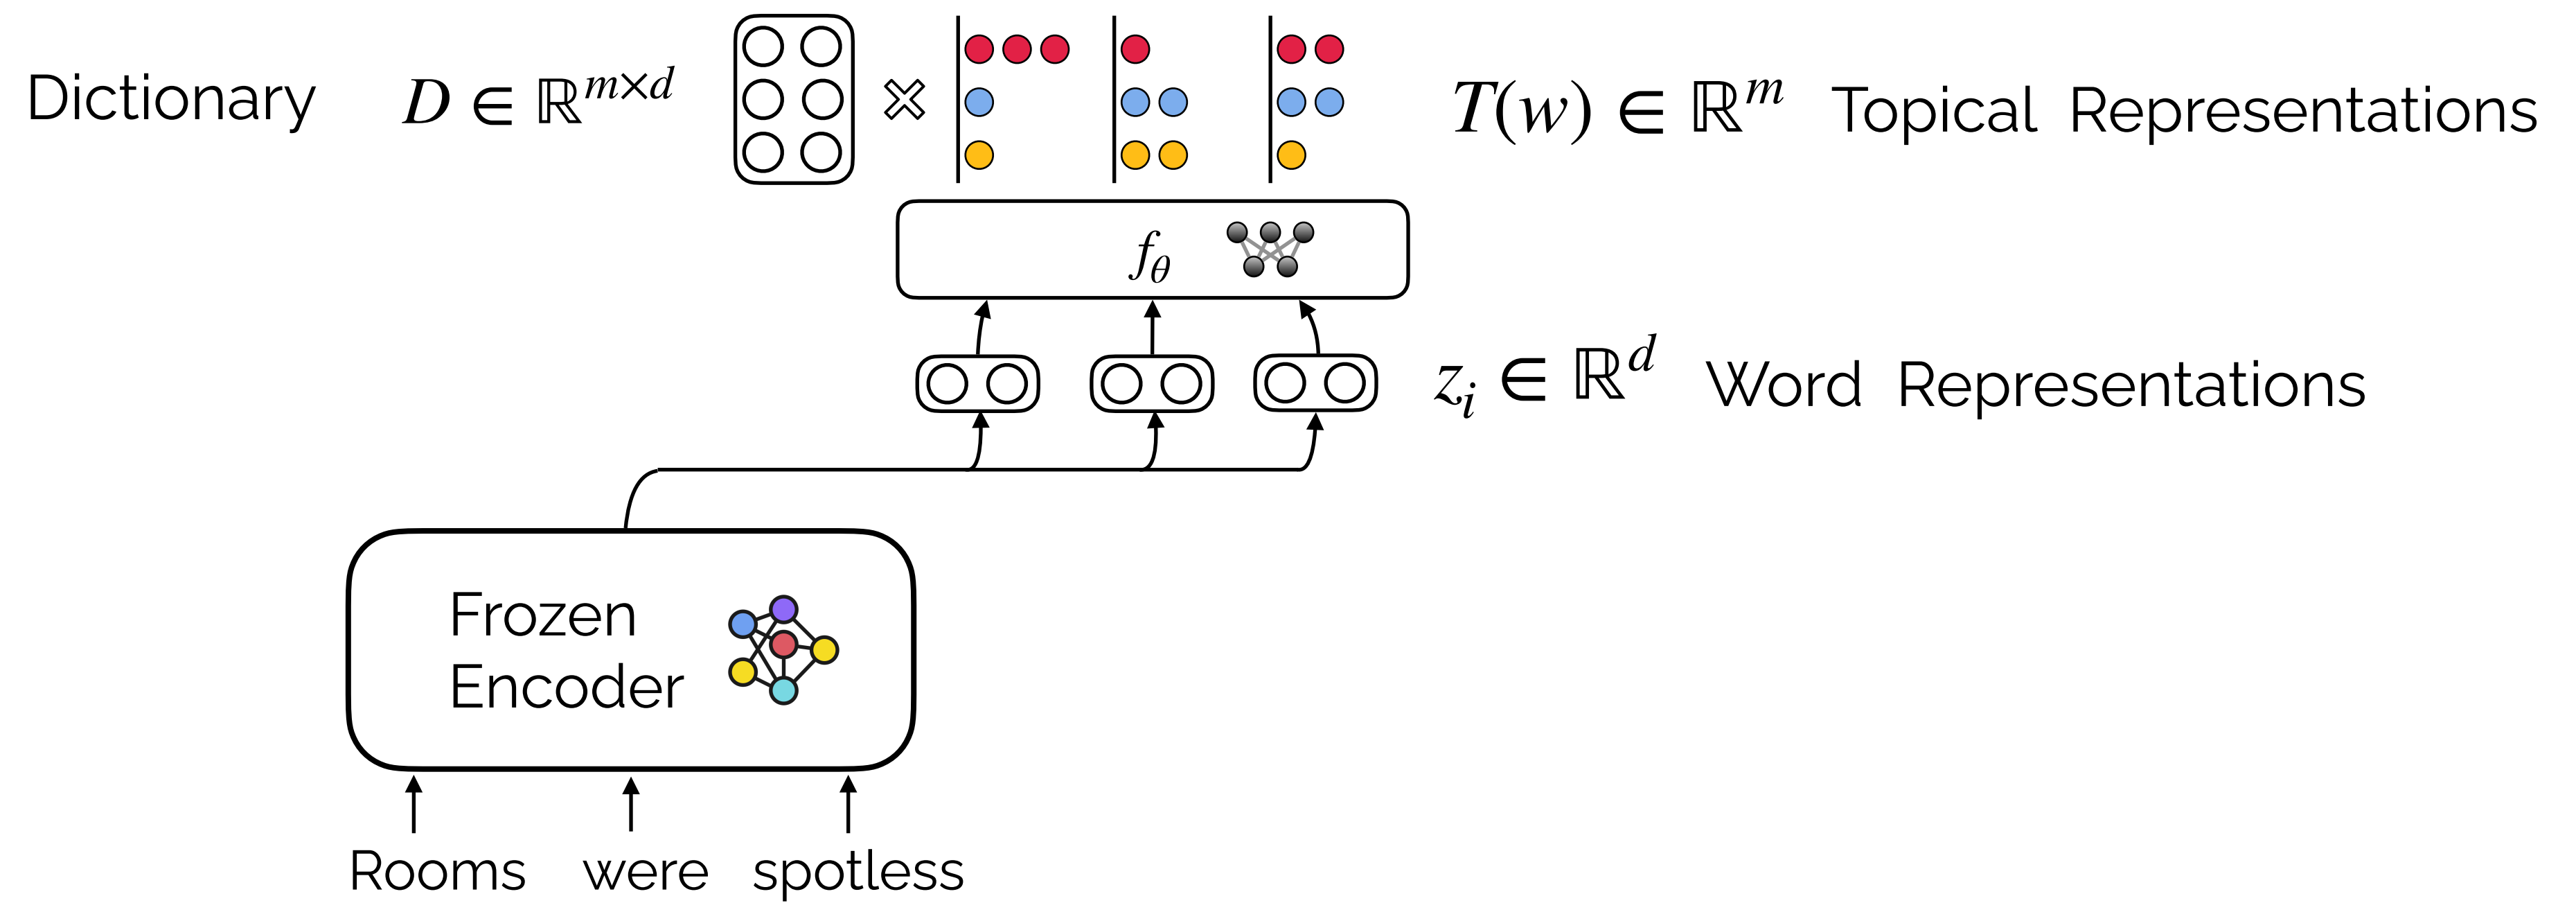 Dictionary D ∈ ℝ^{m×d} T(w) ∈ ℝ^m Topical Representations
f_θ
z_i ∈ ℝ^d Word Representations
Frozen
Encoder
Rooms were spotless